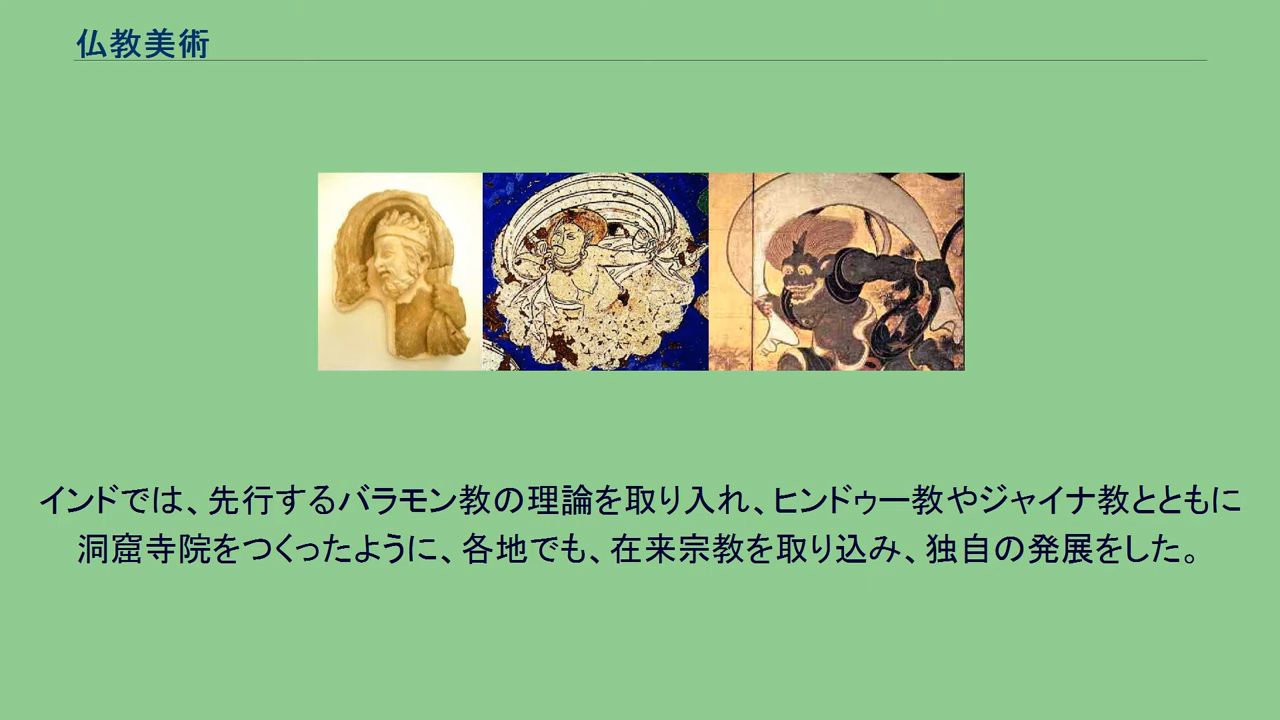 仏教美術
インドでは、先行するバラモン教の理論を取り入れ、ヒンドゥー教やジャイナ教とともに
洞窟寺院をつくったように、各地でも、在来宗教を取り込み、独自の発展をした。